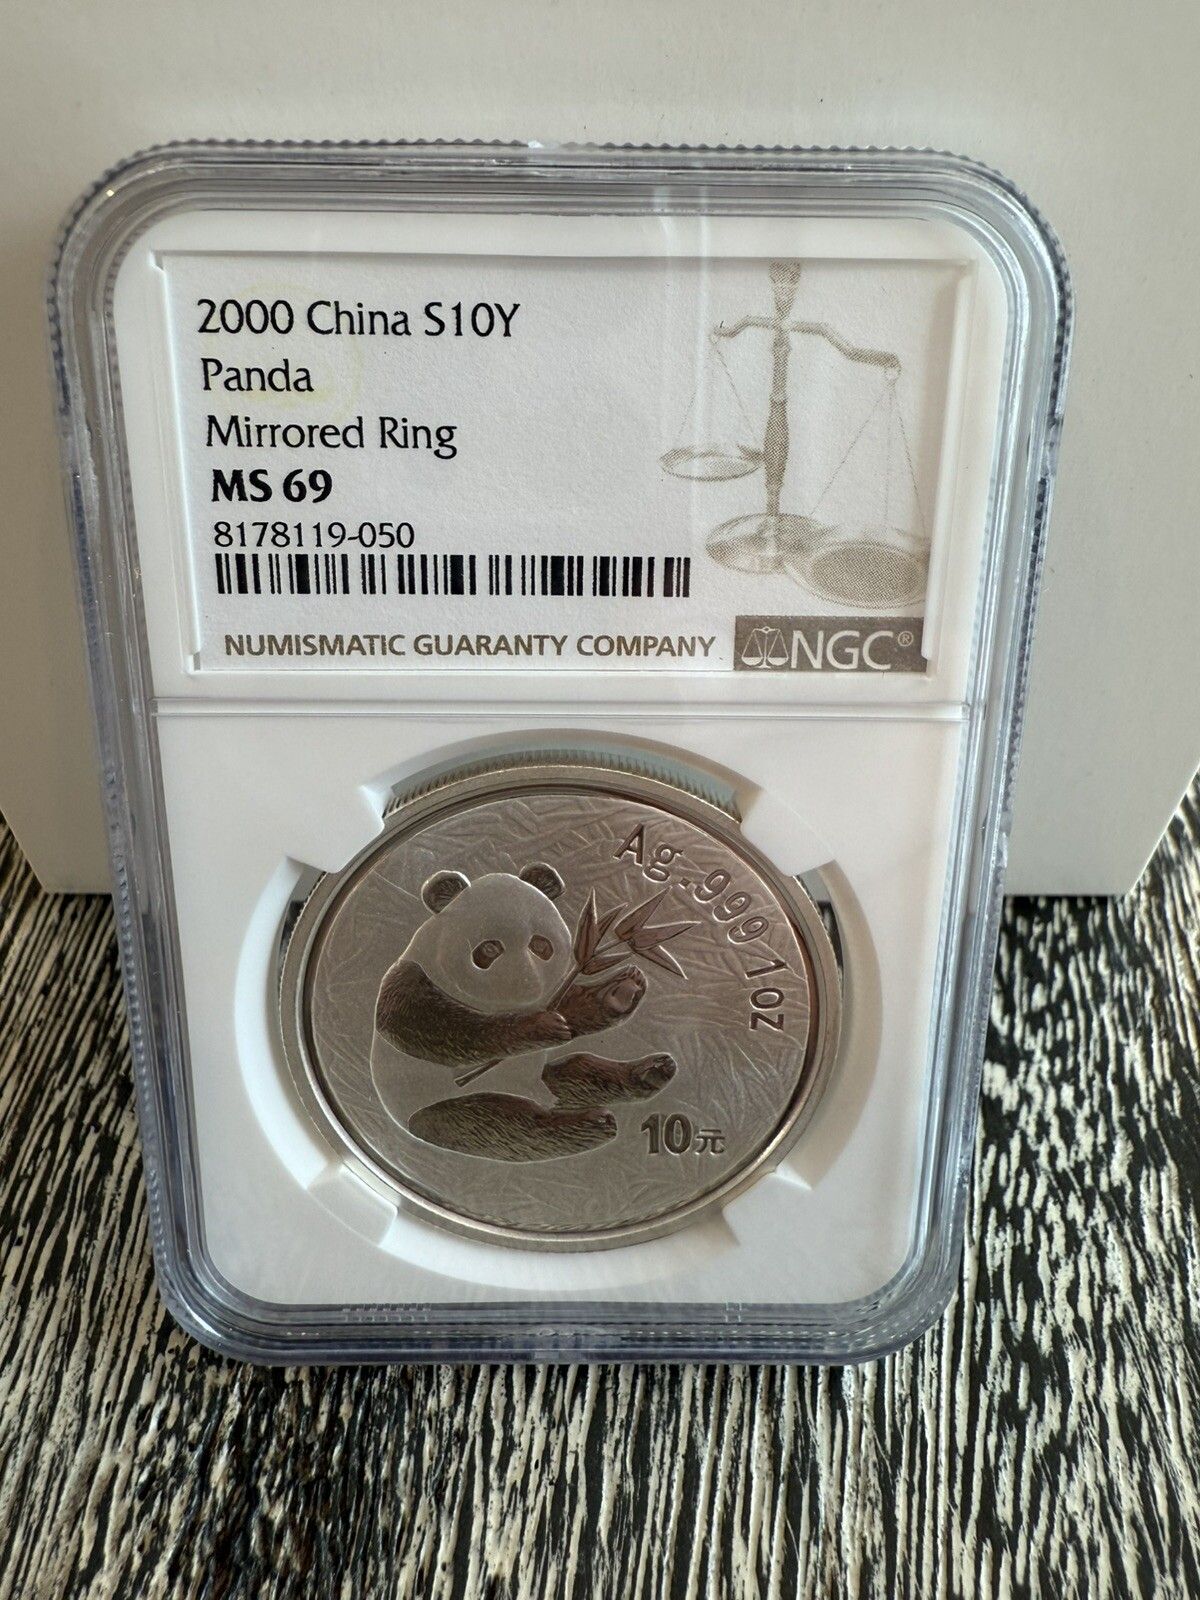 2000 China S10Y
Panda
Mirrored Ring
MS 69
8178119-050
NUMISMATIC GUARANTY COMPANY
NGC®
Ag .999 1oz
10元